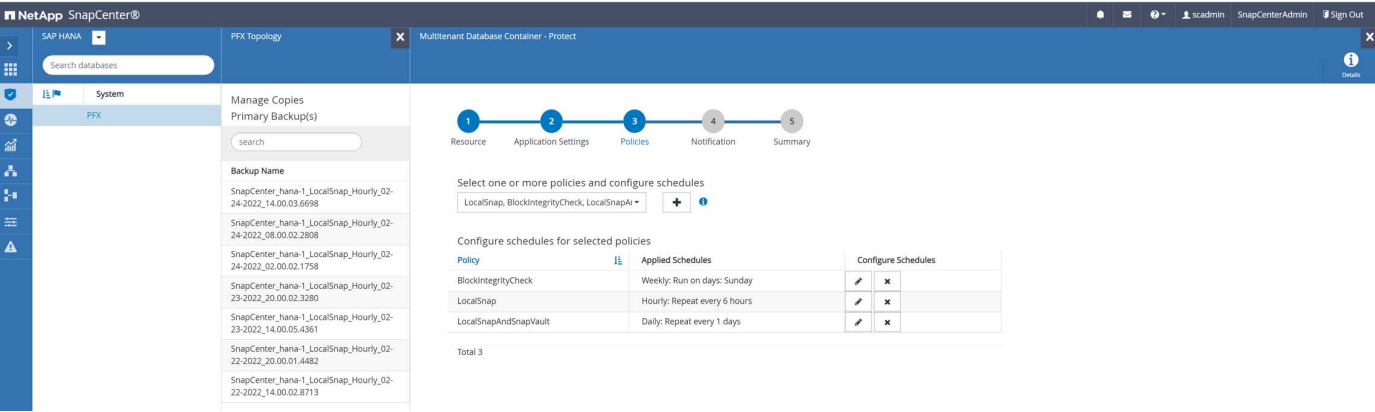 NetApp SnapCenter®
scadmin SnapCenterAdmin Sign Out
SAP HANA
Search databases
System
PFX
PFX Topology
Manage Copies
Primary Backup(s)
search
Backup Name
SnapCenter_hana-1_LocalSnap_Hourly_02-
24-2022_14.00.03.6698
SnapCenter_hana-1_LocalSnap_Hourly_02-
24-2022_08.00.02.2808
SnapCenter_hana-1_LocalSnap_Hourly_02-
24-2022_02.00.02.1758
SnapCenter_hana-1_LocalSnap_Hourly_02-
23-2022_20.00.02.3280
SnapCenter_hana-1_LocalSnap_Hourly_02-
23-2022_14.00.05.4361
SnapCenter_hana-1_LocalSnap_Hourly_02-
22-2022_20.00.01.4482
SnapCenter_hana-1_LocalSnap_Hourly_02-
22-2022_14.00.02.8713
Multitenant Database Container - Protect
Details
1 2 3 4 5
Resource Application Settings Policies Notification Summary
Select one or more policies and configure schedules
LocalSnap, BlockIntegrityCheck, LocalSnapAı
Configure schedules for selected policies
Policy Applied Schedules Configure Schedules
BlockIntegrityCheck Weekly: Run on days: Sunday
LocalSnap Hourly: Repeat every 6 hours
LocalSnapAndSnapVault Daily: Repeat every 1 days
Total 3